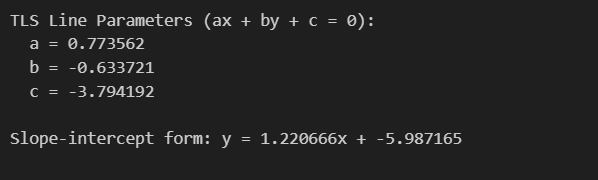 TLS Line Parameters (ax + by + c = 0):
  a = 0.773562
  b = -0.633721
  c = -3.794192
Slope-intercept form: y = 1.220666x + -5.987165